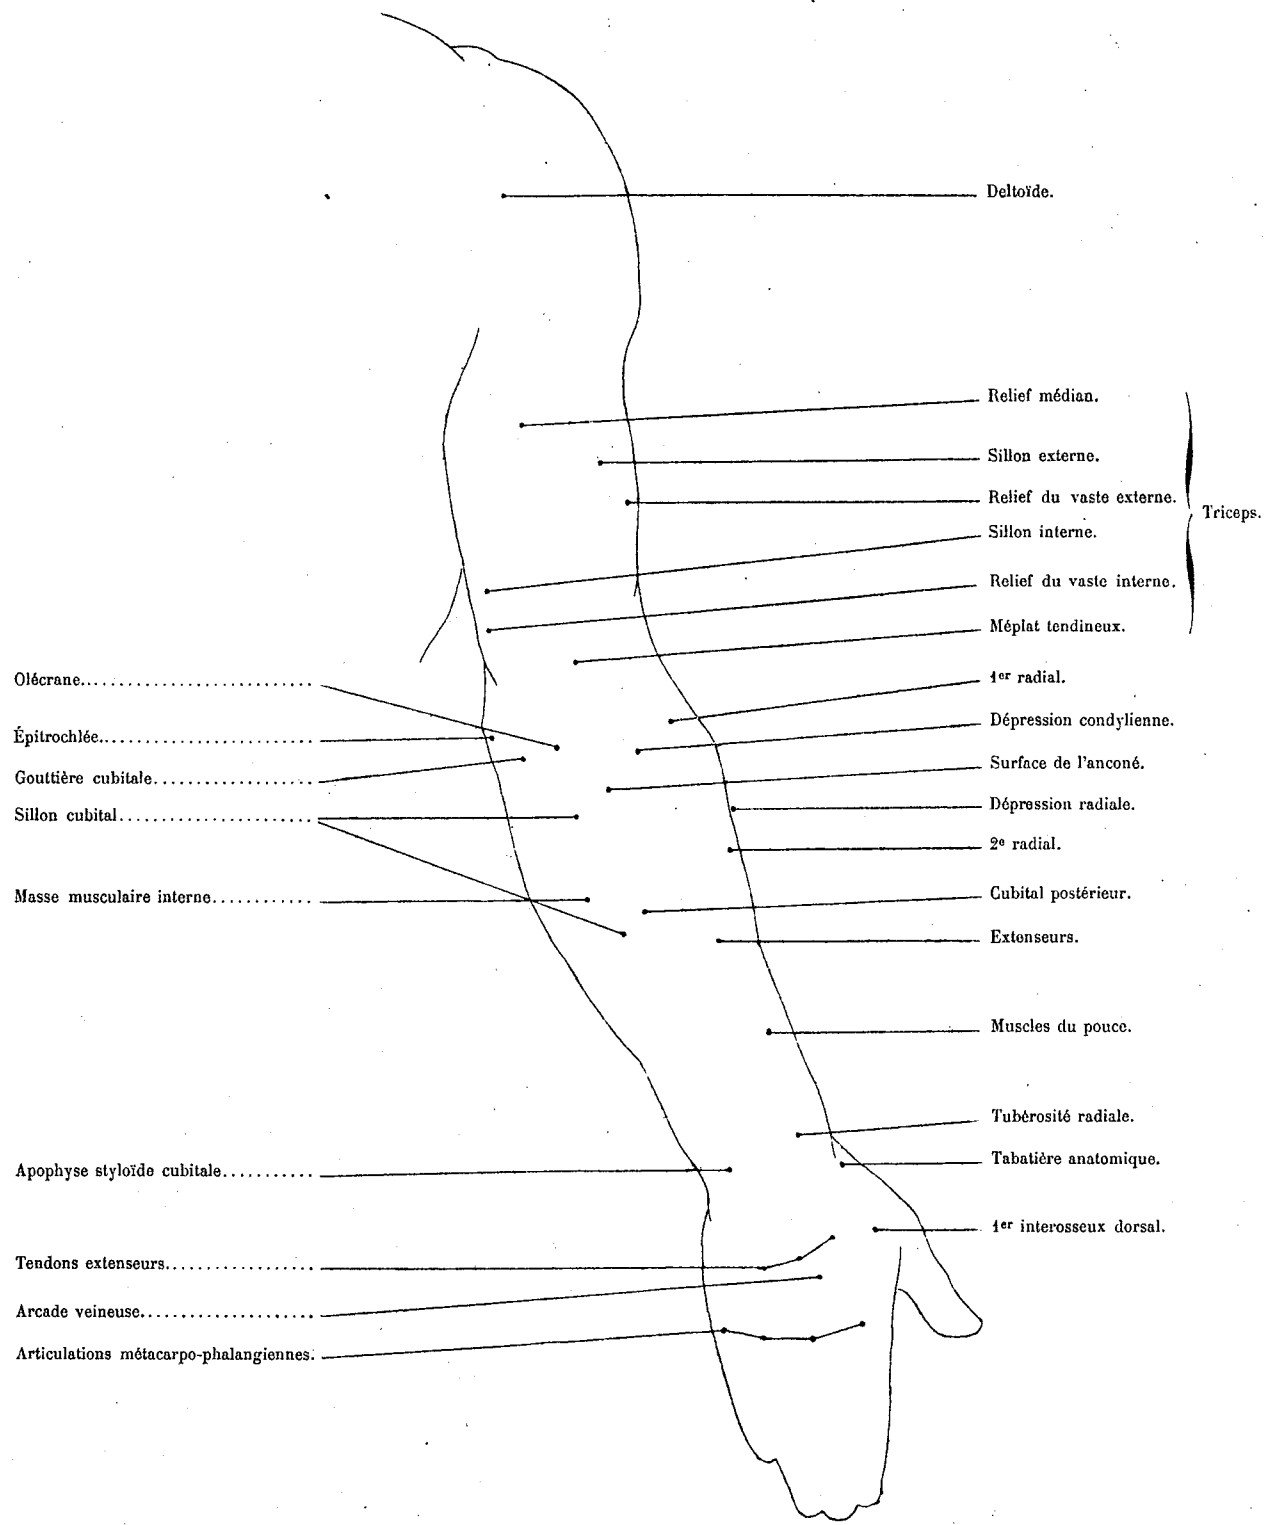 Deltoïde.
Relief médian.
Sillon externe.
Relief du vaste externe.
Triceps.
Sillon interne.
Relief du vaste interne.
Méplat tendineux.
1er radial.
Dépression condylienne.
Surface de l'anconé.
Dépression radiale.
2e radial.
Cubital postérieur.
Extenseurs.
Muscles du pouce.
Tubérosité radiale.
Tabatière anatomique.
1er interosseux dorsal.
Olécrane.........................
Épitrochlée.......................
Gouttière cubitale.................
Sillon cubital.....................
Masse musculaire interne............
Apophyse styloïde cubitale..........
Tendons extenseurs................
Arcade veineuse...................
Articulations métacarpo-phalangiennes.